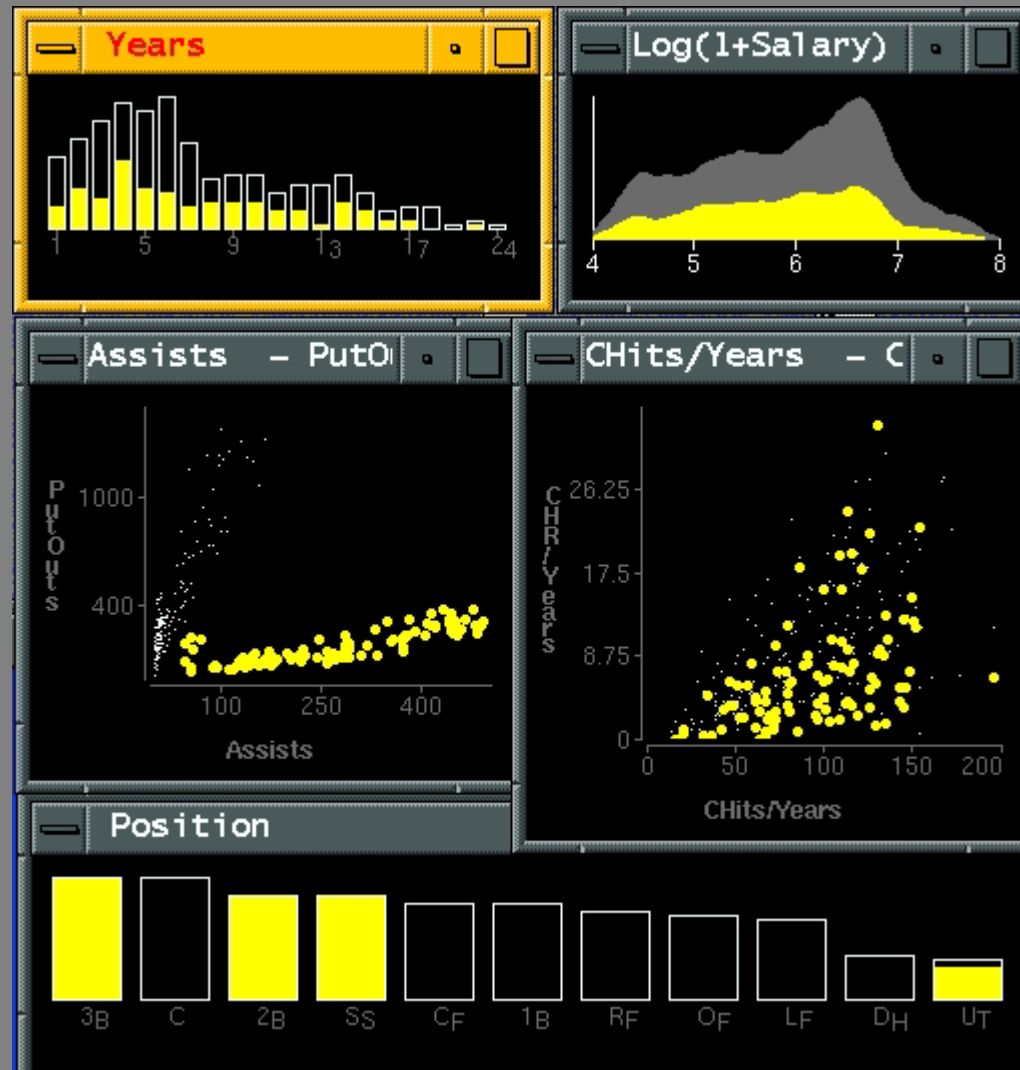 Years
1 5 9 13 17 24
Log(1+Salary)
4 5 6 7 8
Assists - PutO
PutOuts
1000
400
100 250 400
Assists
CHits/Years - C
CHR/Years
26.25
17.5
8.75
0
0 50 100 150 200
CHits/Years
Position
3B C 2B SS CF 1B RF OF LF DH UT